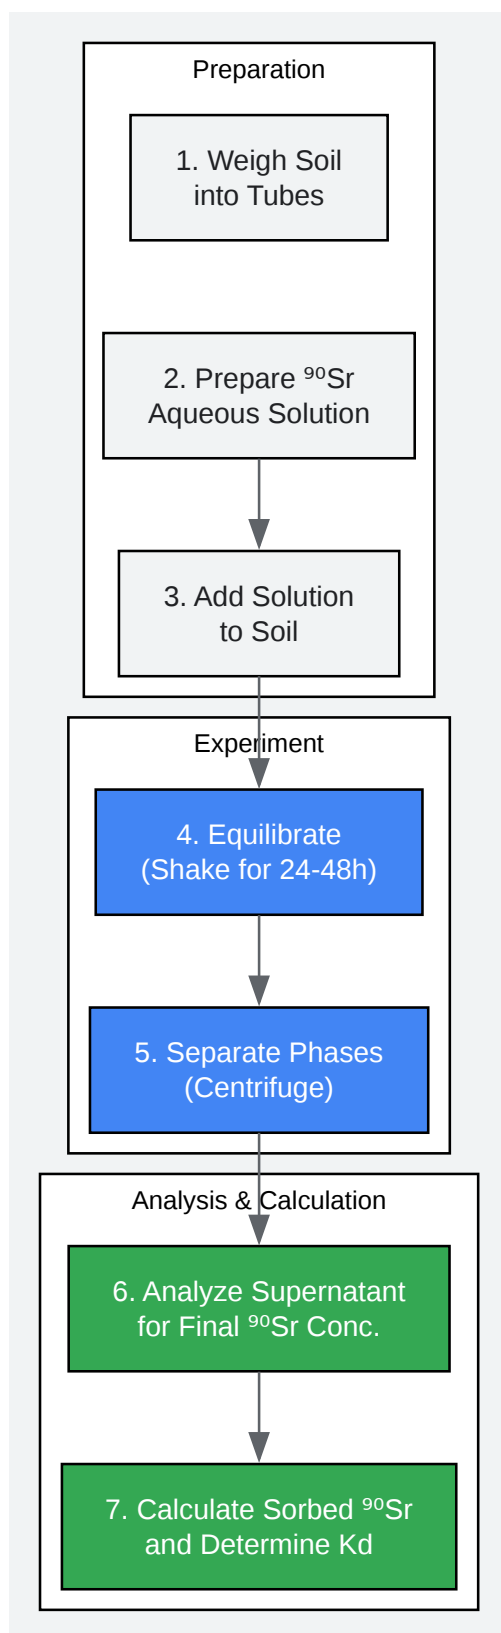 Preparation
1. Weigh Soil
into Tubes
2. Prepare ⁹⁰Sr
Aqueous Solution
3. Add Solution
to Soil
Experiment
4. Equilibrate
(Shake for 24-48h)
5. Separate Phases
(Centrifuge)
Analysis & Calculation
6. Analyze Supernatant
for Final ⁹⁰Sr Conc.
7. Calculate Sorbed ⁹⁰Sr
and Determine Kd